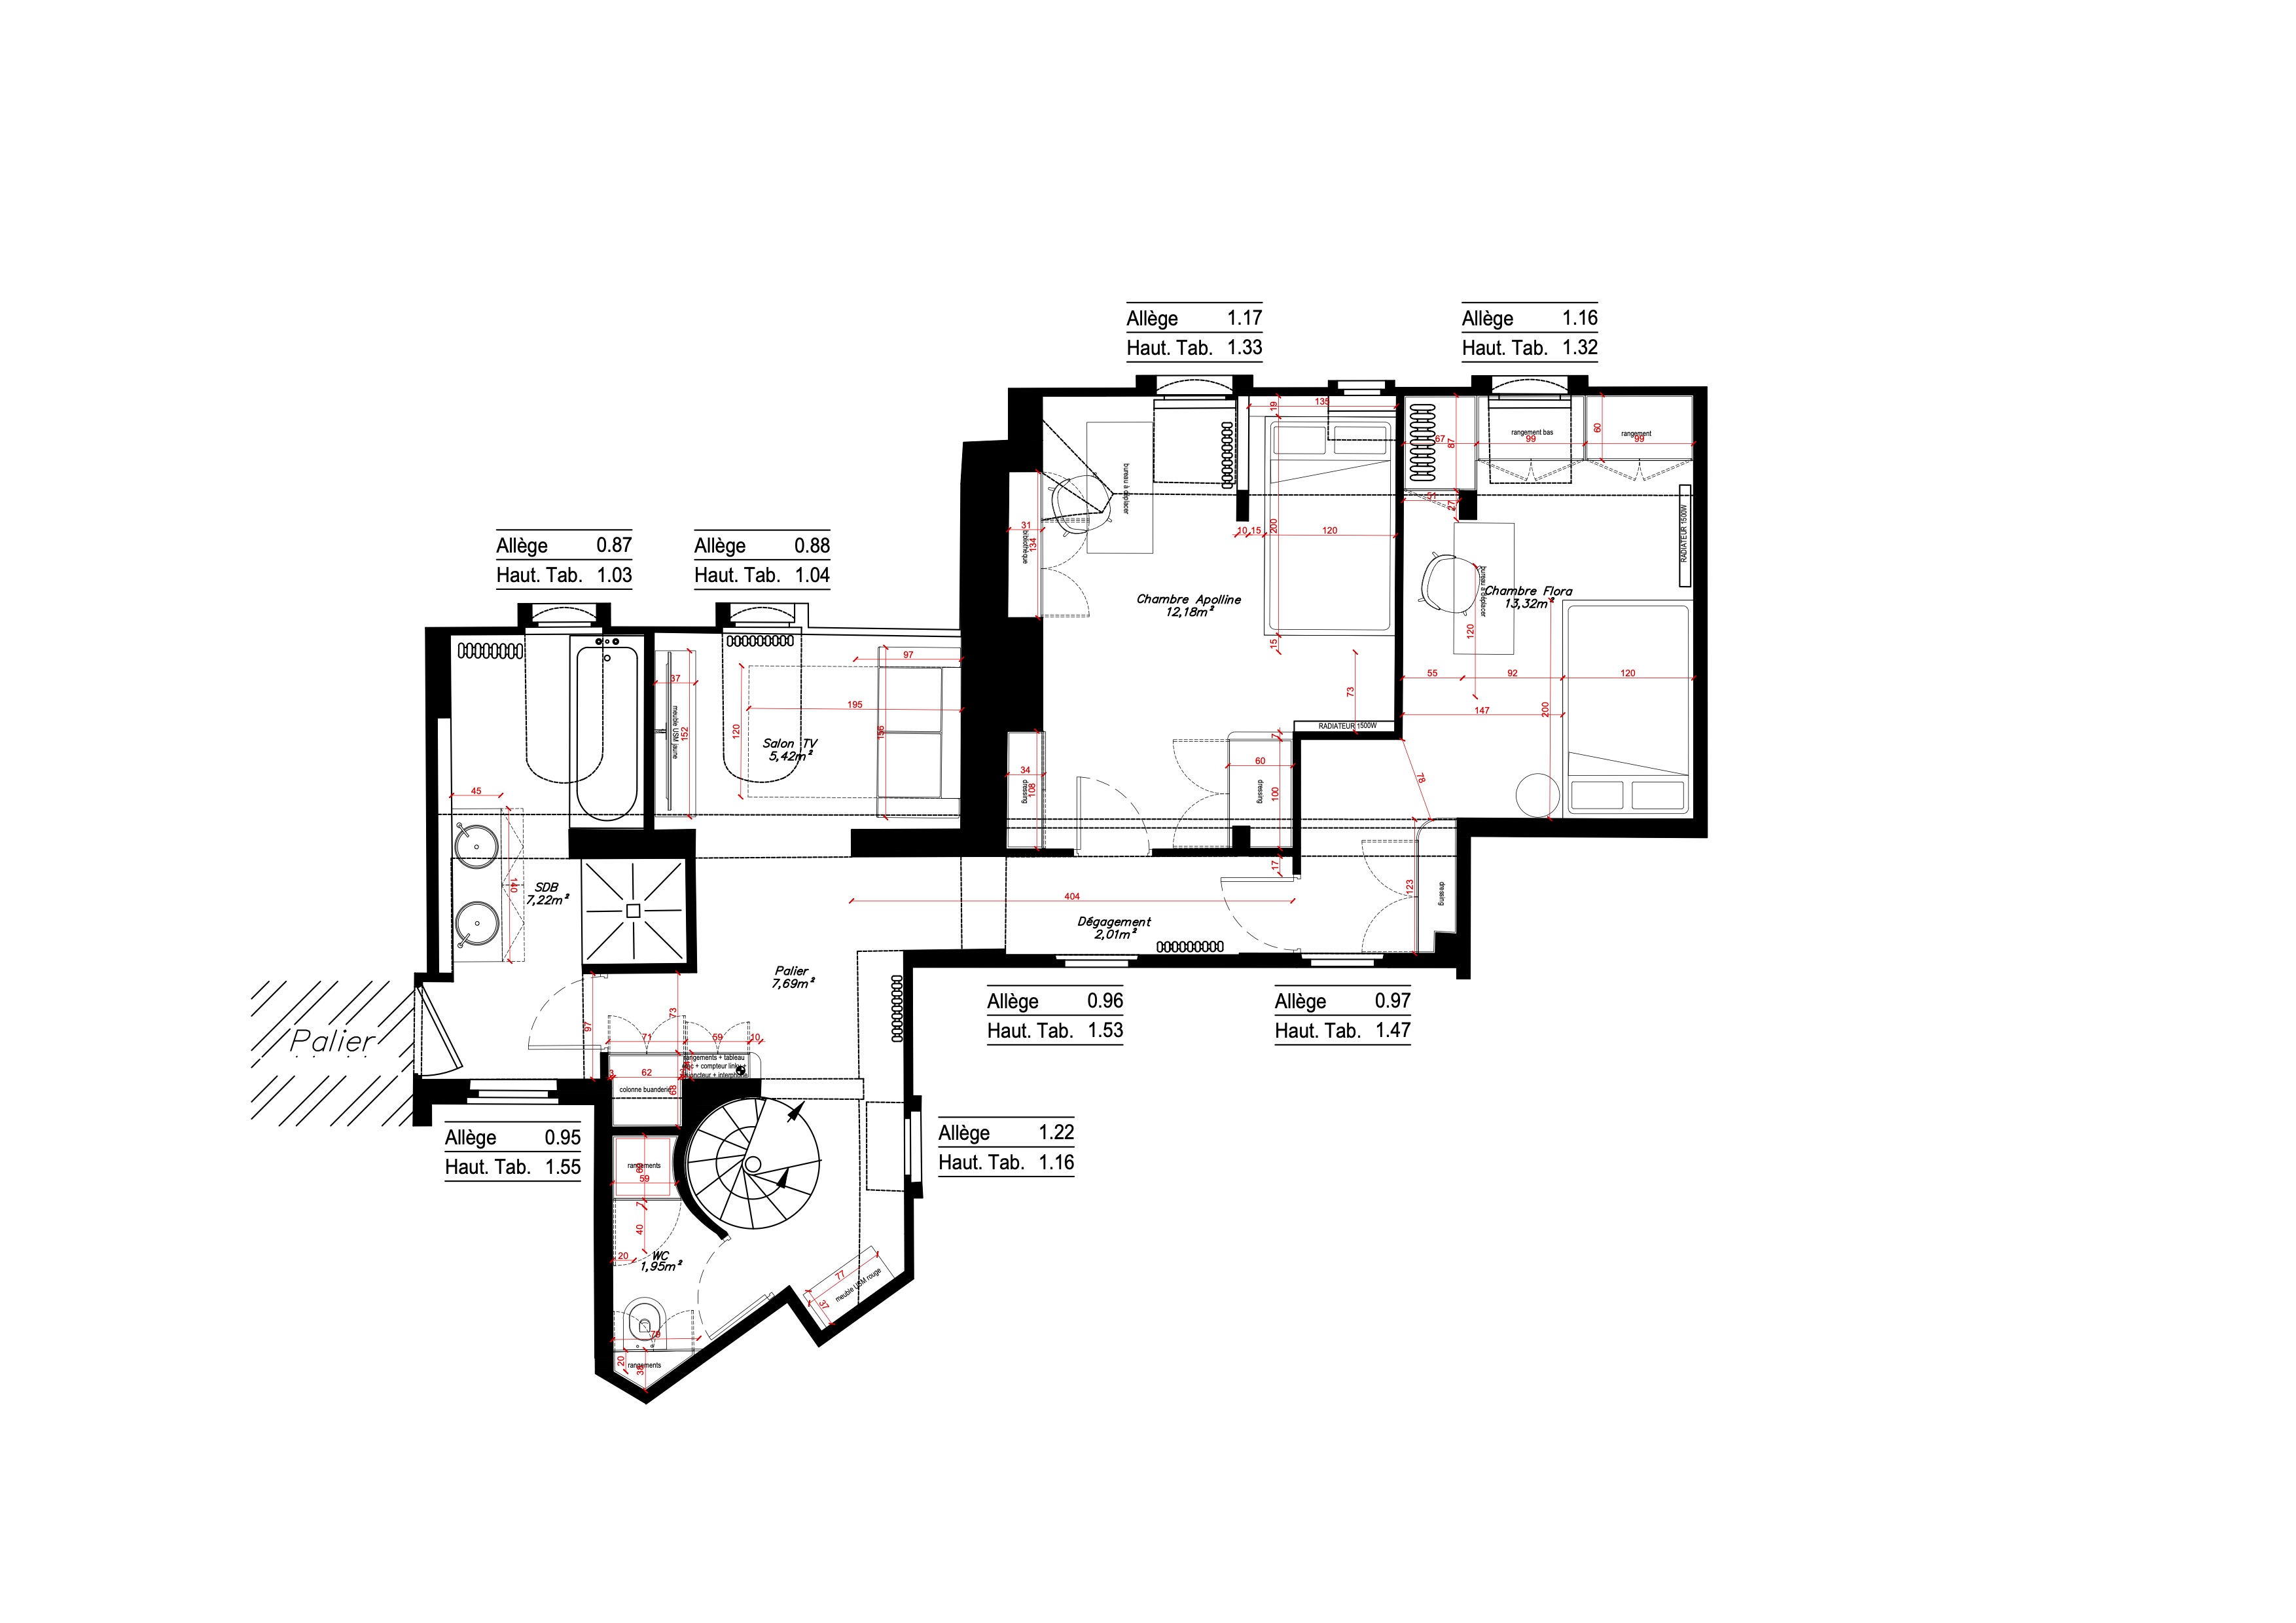 Allège 1.17
Haut. Tab. 1.33
Allège 1.16
Haut. Tab. 1.32
Allège 0.87
Haut. Tab. 1.03
Allège 0.88
Haut. Tab. 1.04
135
19
bureau à déplacer
31
134
bibliothèque
200
10
15
120
Chambre Apolline
12,18m²
15
73
RADIATEUR 1500W
7
60
100
dressing
34
108
dressing
67
87
rangement bas
99
60
rangement
99
51
27
RADIATEUR 1500W
bureau à déplacer
Chambre Flora
13,32m²
120
55
92
120
147
200
78
123
dressing
37
152
meuble USM jaune
120
97
195
156
Salon TV
5,42m²
45
140
SDB
7,22m²
17
404
Dégagement
2,01m²
Palier
7,69m²
Palier
97
73
71
59
10
rangements + tableau
3
62
68
colonne buanderie
Allège 0.96
Haut. Tab. 1.53
Allège 0.97
Haut. Tab. 1.47
Allège 0.95
Haut. Tab. 1.55
Allège 1.22
Haut. Tab. 1.16
rangements
60
59
7
40
20
WC
1,95m²
77
meuble USM rouge
37
79
20
rangements